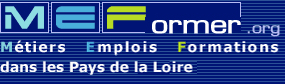 MEFormer.org
Métiers Emplois Formations
dans les Pays de la Loire